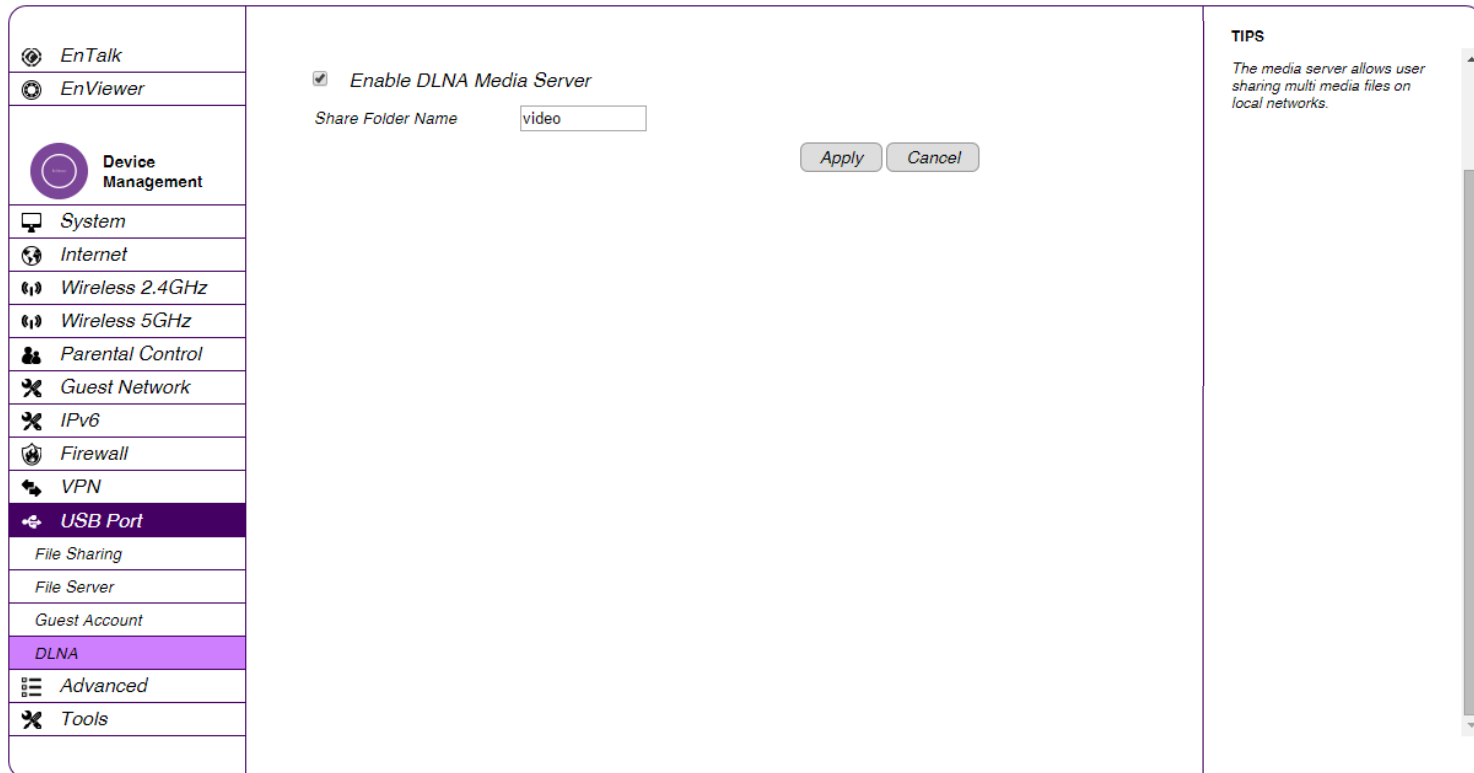 EnTalk
EnViewer
Device
Management
System
Internet
Wireless 2.4GHz
Wireless 5GHz
Parental Control
Guest Network
IPv6
Firewall
VPN
USB Port
File Sharing
File Server
Guest Account
DLNA
Advanced
Tools
Enable DLNA Media Server
Share Folder Name video
Apply Cancel
TIPS
The media server allows user
sharing multi media files on
local networks.